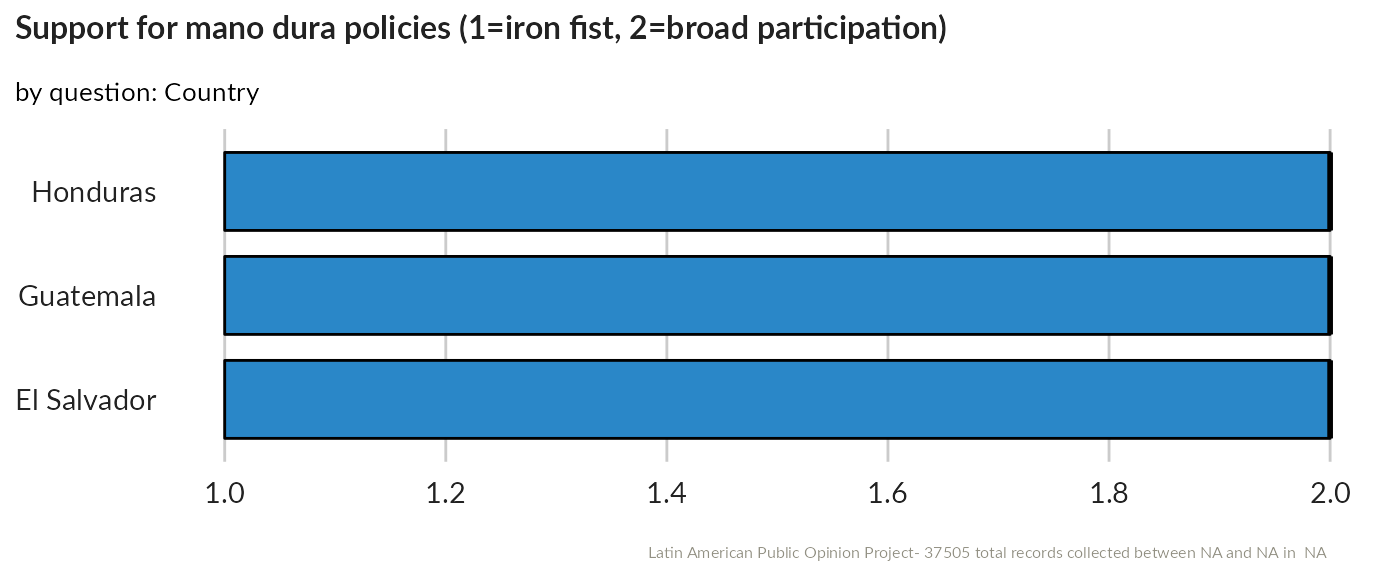 Support for mano dura policies (1=iron fist, 2=broad participation)
by question: Country
Honduras
Guatemala
El Salvador
1.0 1.2 1.4 1.6 1.8 2.0
Latin American Public Opinion Project- 37505 total records collected between NA and NA in  NA